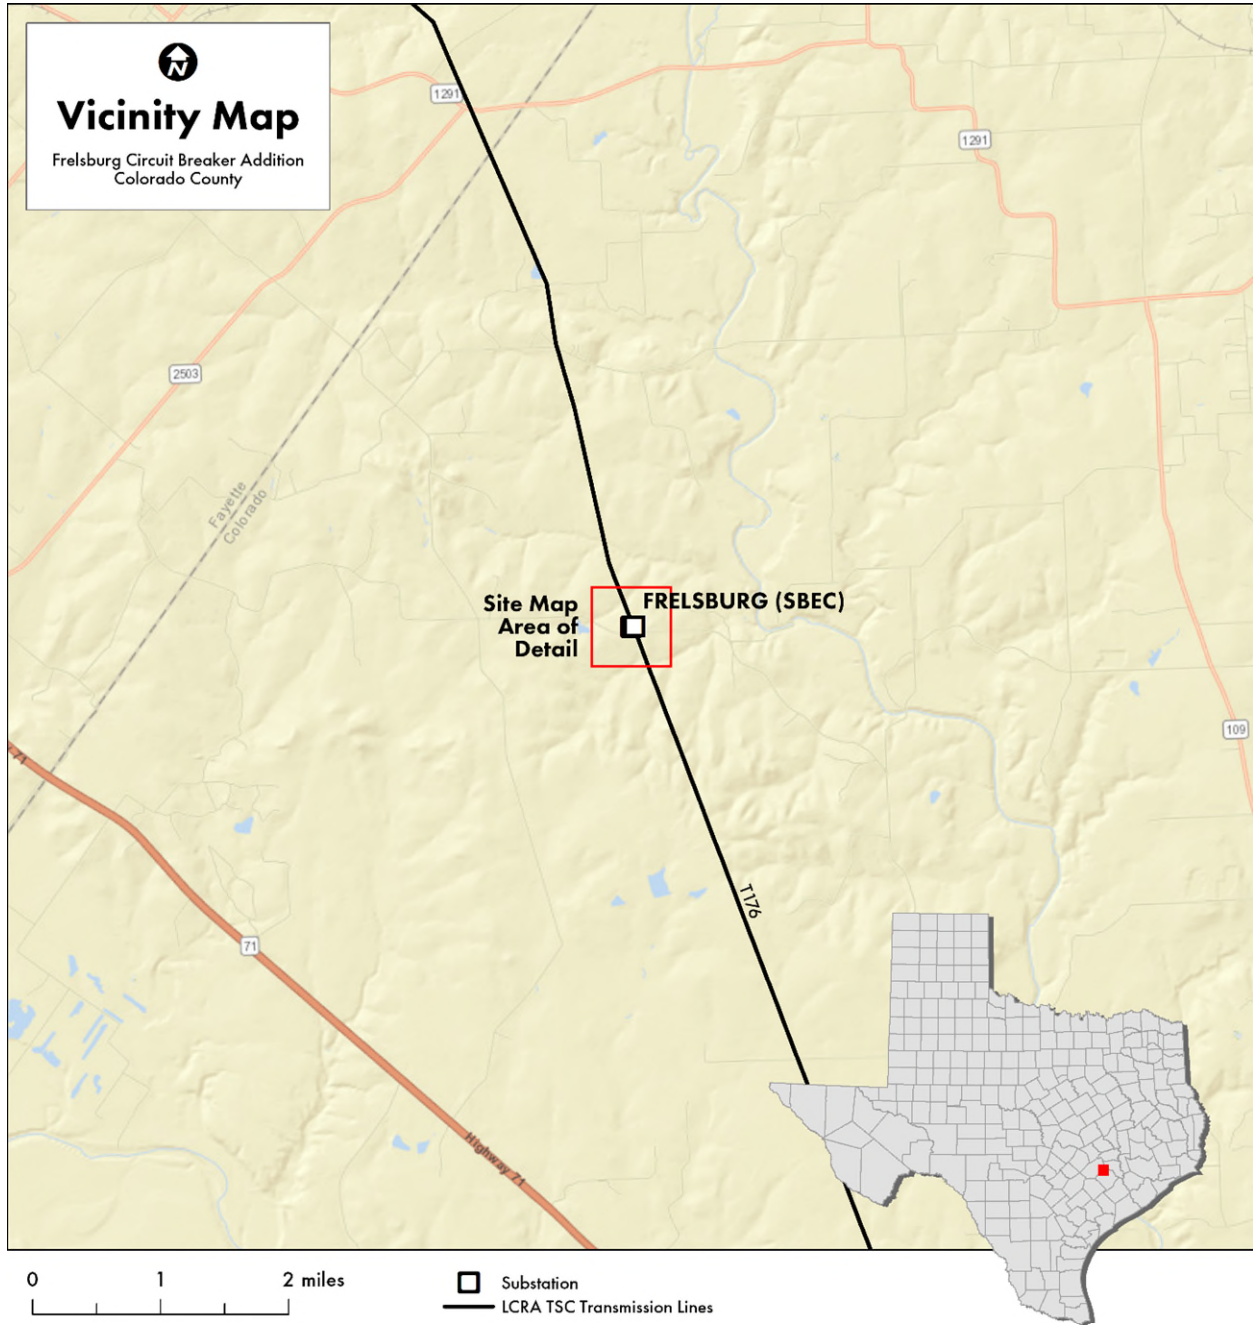 N
Vicinity Map
Frelsburg Circuit Breaker Addition
Colorado County
1291
1291
2503
Fayette
Colorado
Site Map
Area of
Detail
FRELSBURG (SBEC)
109
71
71
T176
Highway 71
0 1 2 miles
Substation
LCRA TSC Transmission Lines